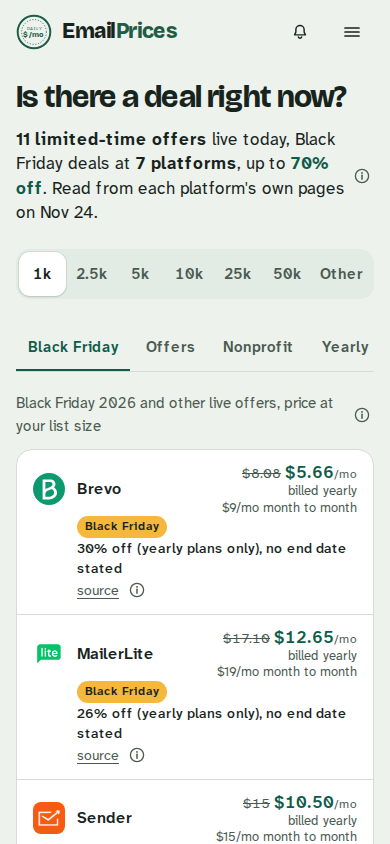 DAILY
$/mo
EmailPrices
Is there a deal right now?
11 limited-time offers live today, Black
Friday deals at 7 platforms, up to 70%
off. Read from each platform's own pages
on Nov 24.
1k 2.5k 5k 10k 25k 50k Other
Black Friday Offers Nonprofit Yearly
Black Friday 2026 and other live offers, price at
your list size
Brevo
$8.08 $5.66/mo
billed yearly
$9/mo month to month
Black Friday
30% off (yearly plans only), no end date
stated
source
lite
MailerLite
$17.10 $12.65/mo
billed yearly
$19/mo month to month
Black Friday
26% off (yearly plans only), no end date
stated
source
Sender
$15 $10.50/mo
billed yearly
$15/mo month to month